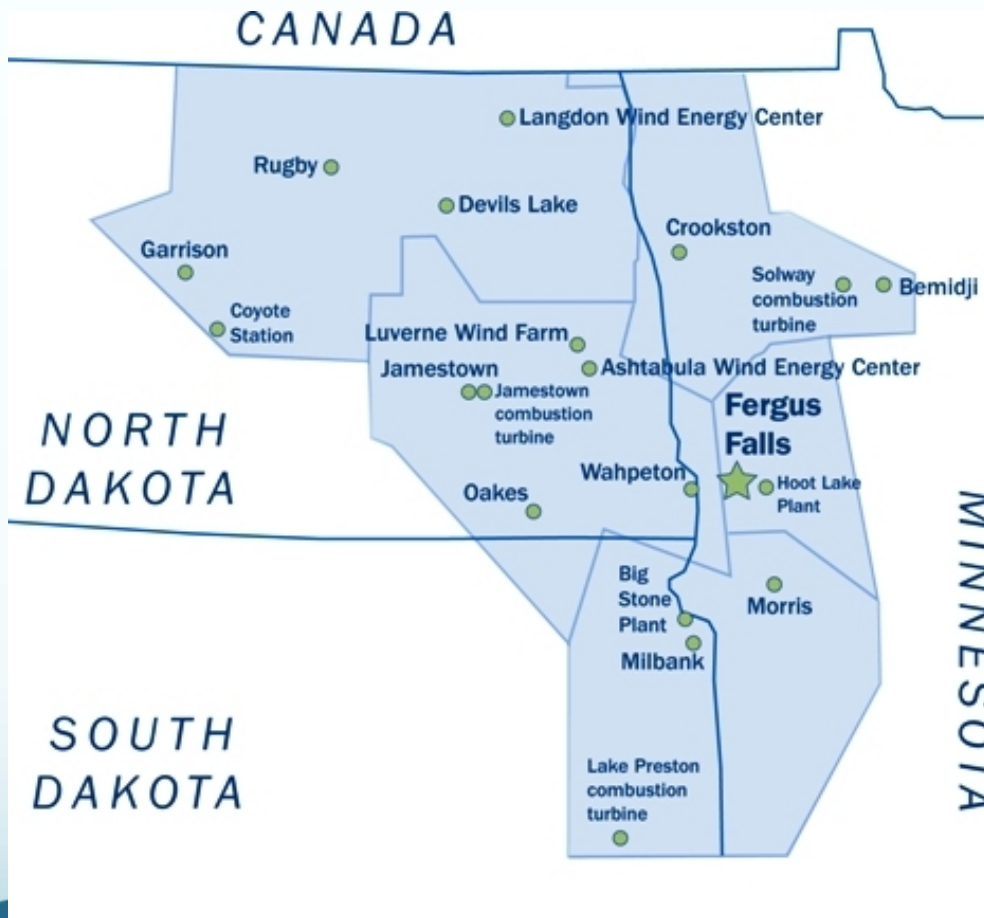 CANADA
Langdon Wind Energy Center
Rugby
Devils Lake
Crookston
Garrison
Solway
combustion
turbine
Bemidji
Coyote
Station
Luverne Wind Farm
Ashtabula Wind Energy Center
Jamestown
Jamestown
combustion
turbine
Fergus
Falls
NORTH
DAKOTA
Wahpeton
Hoot Lake
Plant
Oakes
MINNESOTA
Big
Stone
Plant
Morris
Milbank
SOUTH
DAKOTA
Lake Preston
combustion
turbine